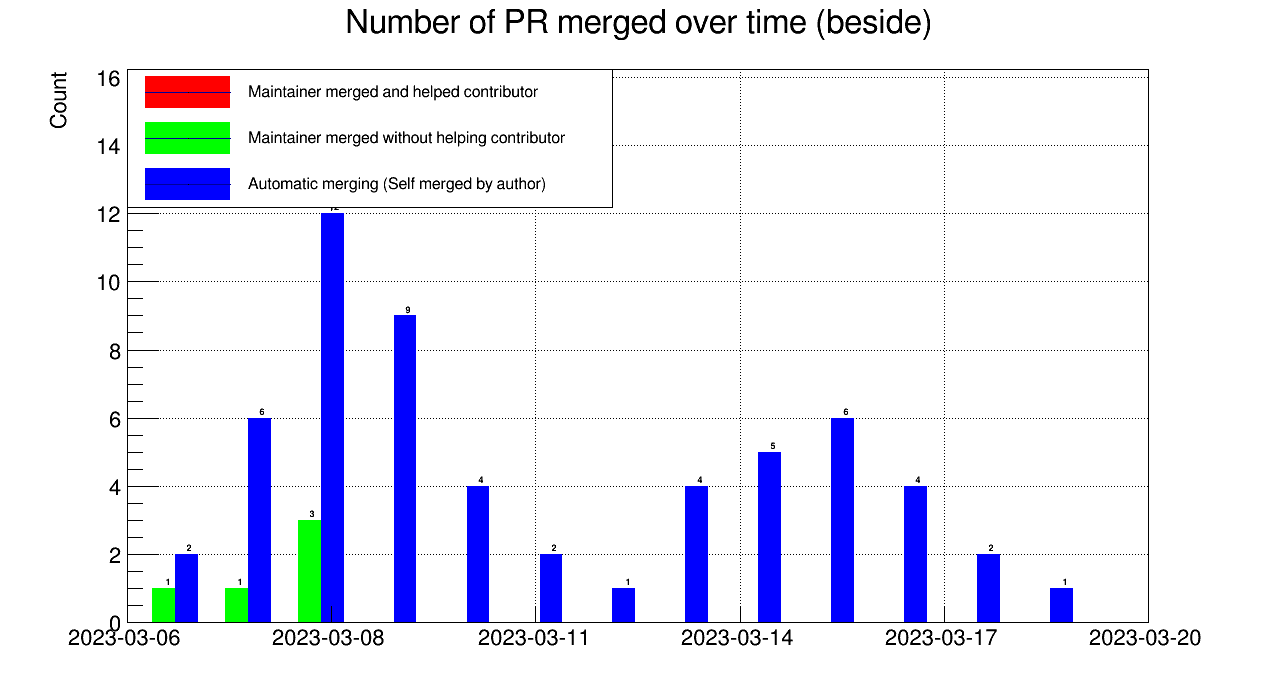 Number of PR merged over time (beside)
Count
16
14
12
10
8
6
4
2
0
Maintainer merged and helped contributor
Maintainer merged without helping contributor
Automatic merging (Self merged by author)
1 2 1 6 3 9 4 2 1 4 5 6 4 2 1
2023-03-06 2023-03-08 2023-03-11 2023-03-14 2023-03-17 2023-03-20